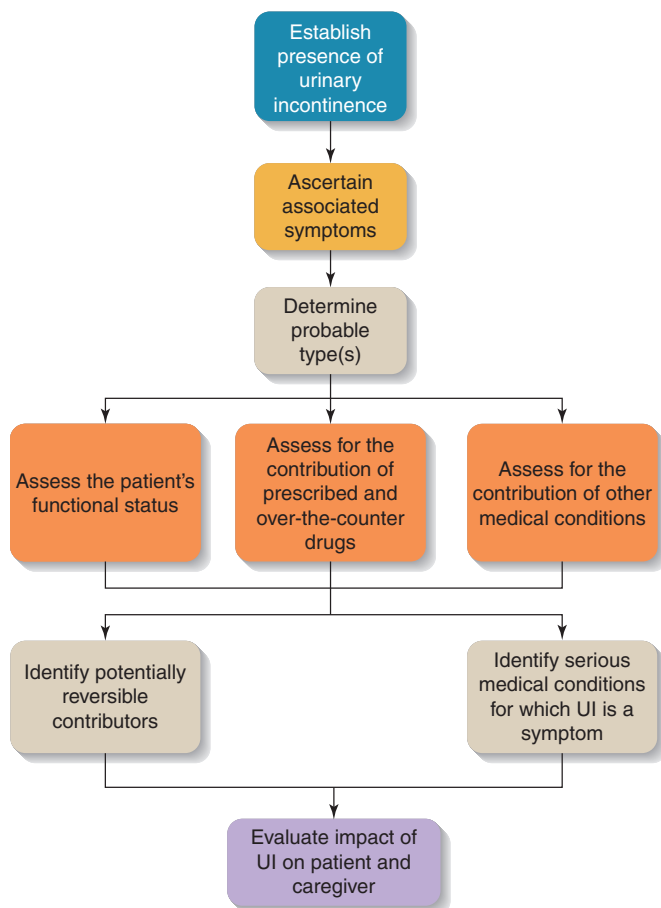 Establish
presence of
urinary
incontinence
Ascertain
associated
symptoms
Determine
probable
type(s)
Assess the patient’s
functional status
Assess for the
contribution of
prescribed and
over-the-counter
drugs
Assess for the
contribution of other
medical conditions
Identify potentially
reversible
contributors
Identify serious
medical conditions
for which UI is a
symptom
Evaluate impact of
UI on patient and
caregiver